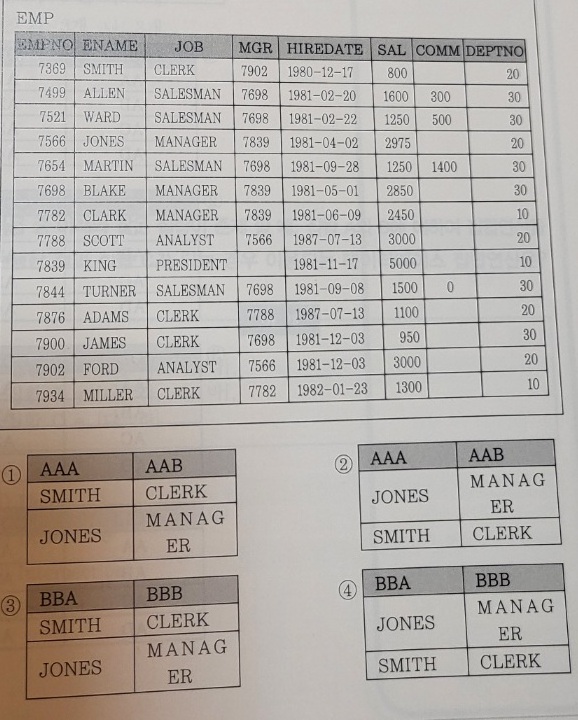 EMP
EMPNO ENAME JOB MGR HIREDATE SAL COMM DEPTNO
7369 SMITH CLERK 7902 1980-12-17 800 20
7499 ALLEN SALESMAN 7698 1981-02-20 1600 300 30
7521 WARD SALESMAN 7698 1981-02-22 1250 500 30
7566 JONES MANAGER 7839 1981-04-02 2975 20
7654 MARTIN SALESMAN 7698 1981-09-28 1250 1400 30
7698 BLAKE MANAGER 7839 1981-05-01 2850 30
7782 CLARK MANAGER 7839 1981-06-09 2450 10
7788 SCOTT ANALYST 7566 1987-07-13 3000 20
7839 KING PRESIDENT 1981-11-17 5000 10
7844 TURNER SALESMAN 7698 1981-09-08 1500 0 30
7876 ADAMS CLERK 7788 1987-07-13 1100 20
7900 JAMES CLERK 7698 1981-12-03 950 30
7902 FORD ANALYST 7566 1981-12-03 3000 20
7934 MILLER CLERK 7782 1982-01-23 1300 10
① AAA AAB
SMITH CLERK
JONES MANAG
ER
② AAA AAB
JONES MANAG
ER
SMITH CLERK
③ BBA BBB
SMITH CLERK
JONES MANAG
ER
④ BBA BBB
JONES MANAG
ER
SMITH CLERK